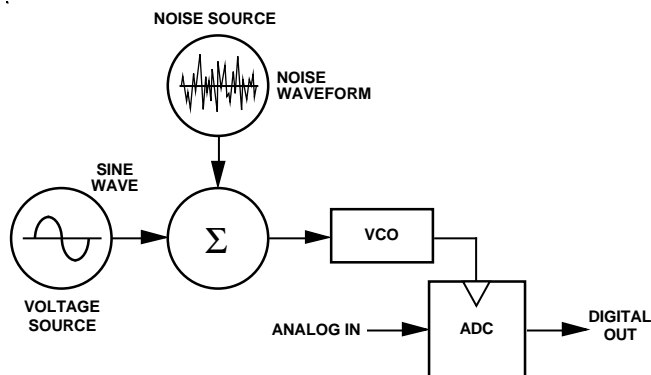 NOISE SOURCE
NOISE
WAVEFORM
SINE
WAVE
Σ
VCO
VOLTAGE
SOURCE
ANALOG IN
ADC
DIGITAL
OUT